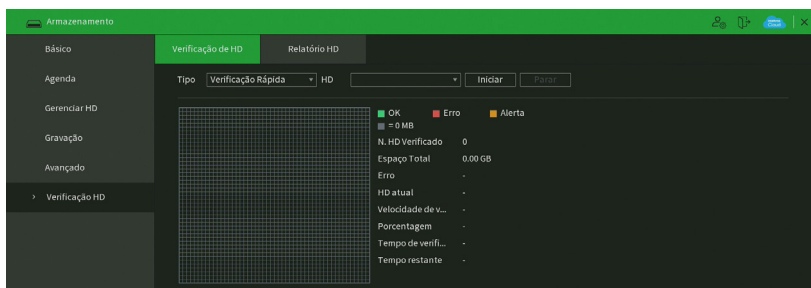 Armazenamento
Cloud
×
Básico
Agenda
Gerenciar HD
Gravação
Avançado
› Verificação HD
Verificação de HD Relatório HD
Tipo Verificação Rápida HD Iniciar Parar
OK Erro Alerta
= 0 MB
N. HD Verificado 0
Espaço Total 0.00 GB
Erro -
HD atual -
Velocidade de v... -
Porcentagem -
Tempo de verifi... -
Tempo restante -